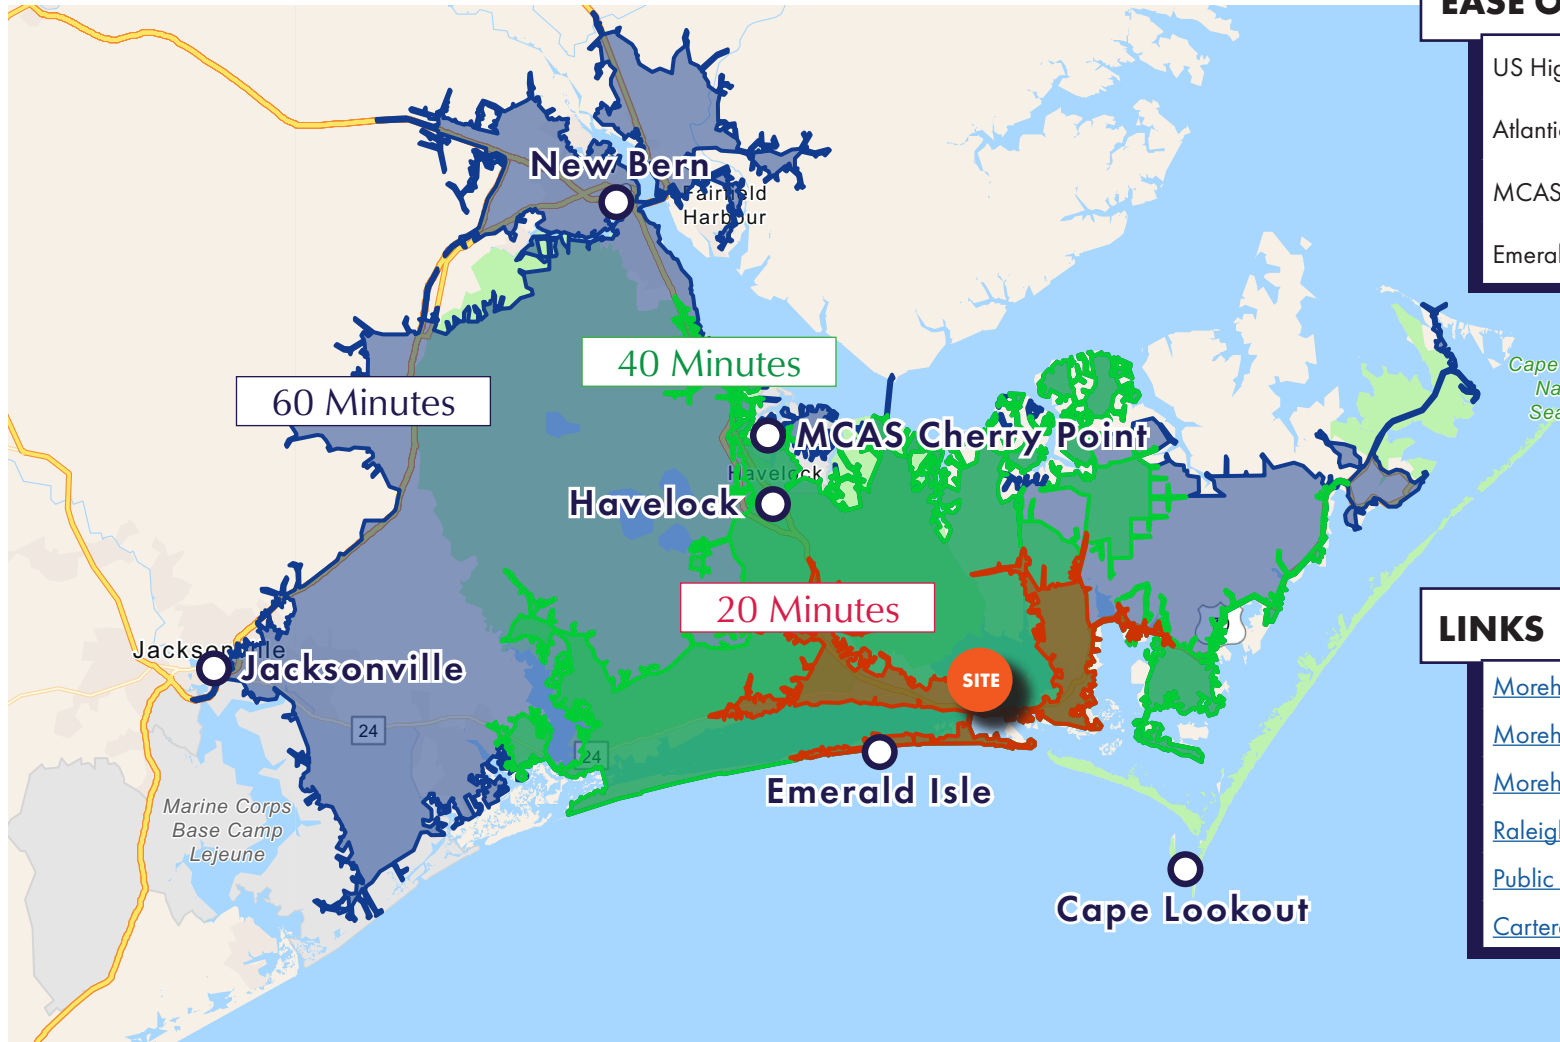 EASE O
US Hig
Atlanti
MCAS
Emeral
New Bern
Fairfield
Harbour
40 Minutes
60 Minutes
Cape
Na
Sea
MCAS Cherry Point
Havelock
Havelock
20 Minutes
LINKS
Jacksonville
Jacksonville
SITE
Moreh
Moreh
Moreh
Raleig
Public
Carter
24
24
Emerald Isle
Marine Corps
Base Camp
Lejeune
Cape Lookout